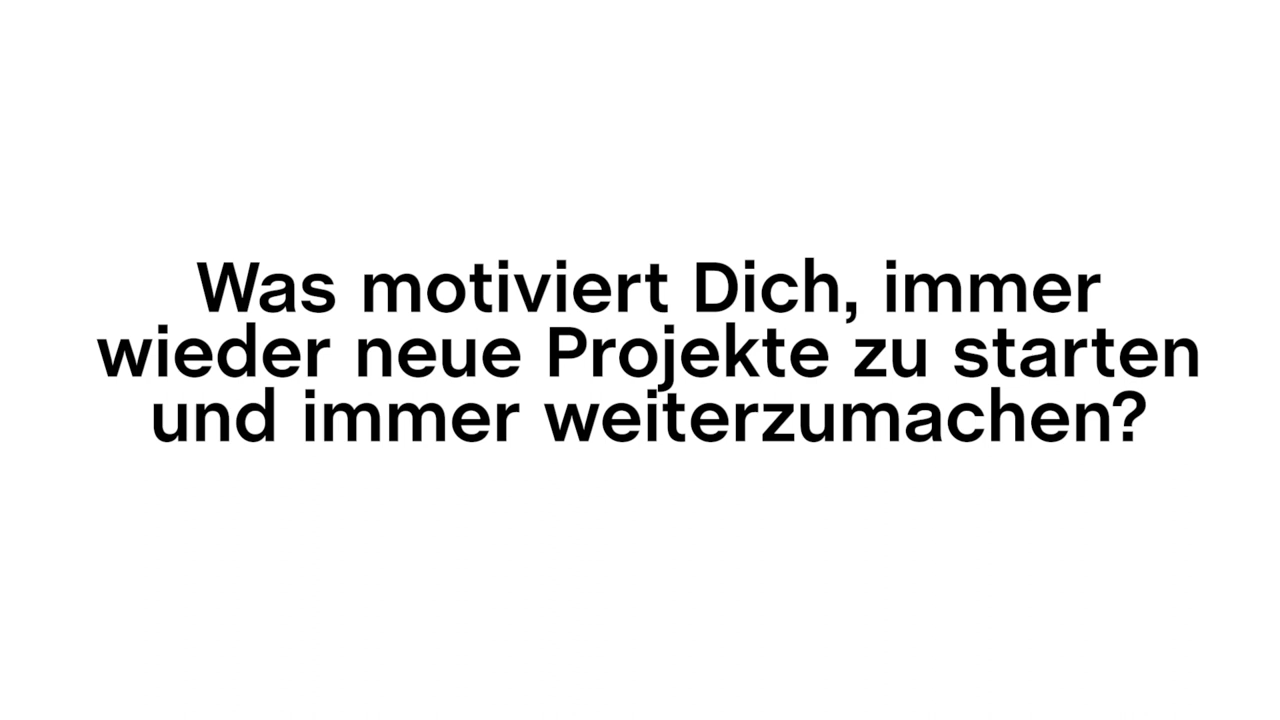 Was motiviert Dich, immer
wieder neue Projekte zu starten
und immer weiterzumachen?